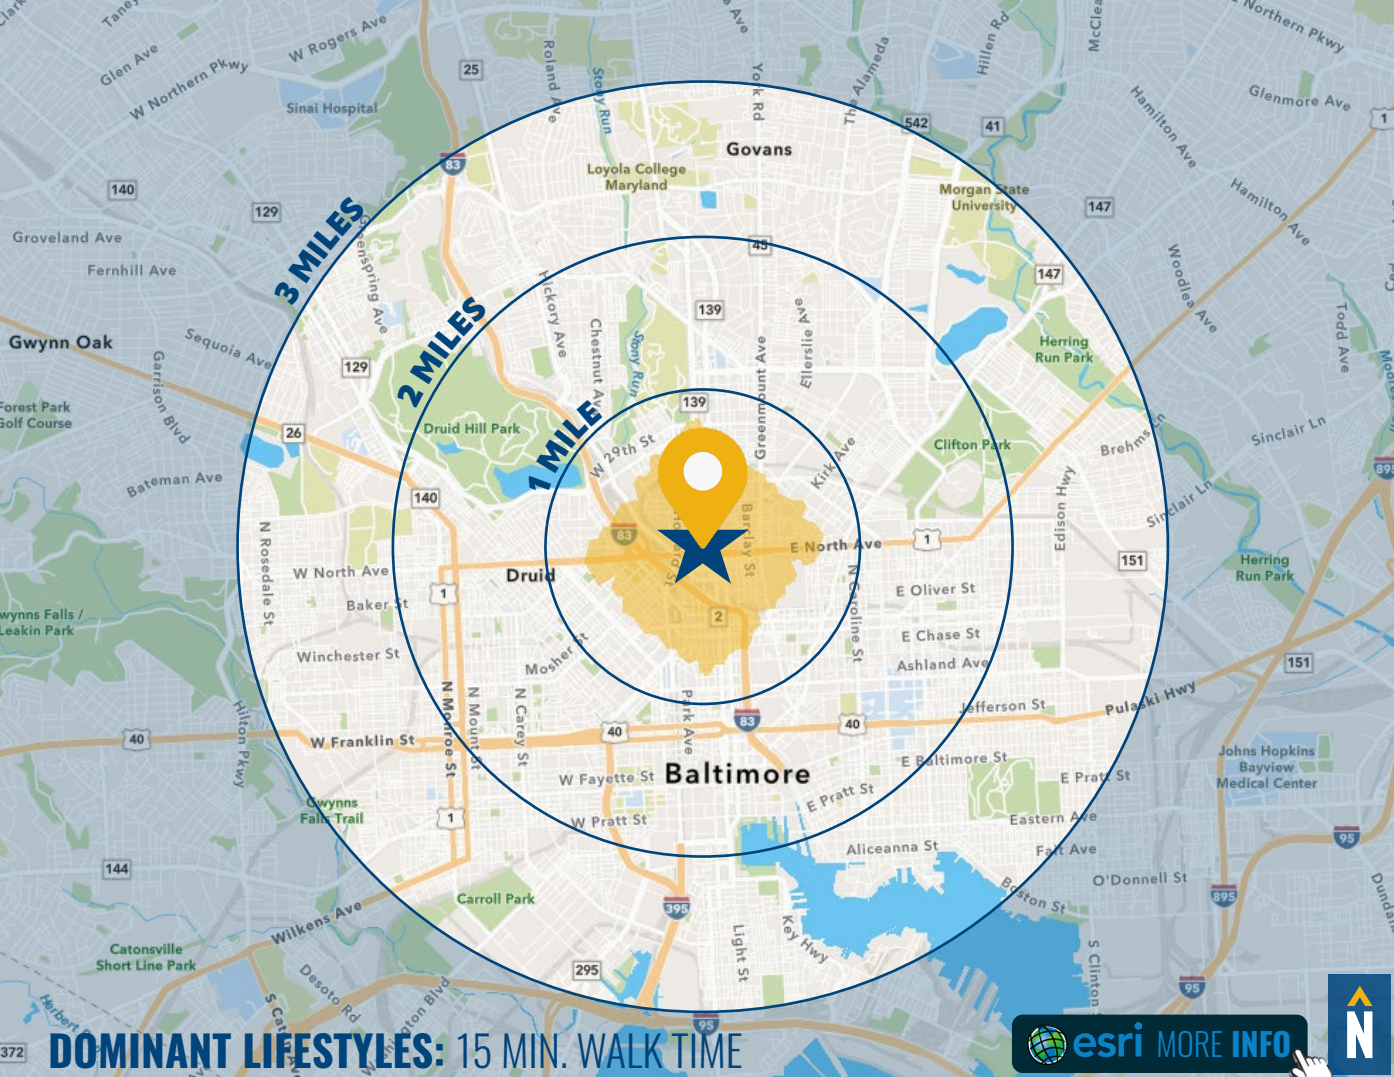 Glen Ave
W Rogers Ave
W Northern Pkwy
25
Roland Ave
Stony Run
York Rd
The Alameda
Hillen Rd
Northern Pkwy
Hamilton Ave
Glenmore Ave
1
Sinai Hospital
542
41
83
Govans
Loyola College
Maryland
Morgan State
University
140
129
147
Hamilton Ave
Groveland Ave
Fernhill Ave
3 MILES
Greenspring Ave
45
147
Woodlea Ave
Hickory Ave
139
Ellerslie Ave
Todd Ave
Gwynn Oak
Sequoia Ave
2 MILES
Chestnut Ave
Stony Run
Greenmount Ave
Herring
Run Park
129
Garrison Blvd
Forest Park
Golf Course
26
Druid Hill Park
1 MILE
139
W 29th St
Kirk Ave
Clifton Park
Brehms Ln
Sinclair Ln
895
Bateman Ave
140
Sinclair Ln
Edison Hwy
N Rosedale St
83
Howard St
Barclay St
E North Ave
1
151
Herring
Run Park
W North Ave
Druid
1
Baker St
2
N Caroline St
E Oliver St
Gwynns Falls /
Leakin Park
Winchester St
Mosher St
E Chase St
Ashland Ave
151
Hilton Pkwy
N Monroe St
N Mount St
N Carey St
Park Ave
Jefferson St
Pulaski Hwy
40
W Franklin St
40
83
40
Johns Hopkins
Bayview
Medical Center
W Fayette St
Baltimore
E Baltimore St
E Pratt St
E Pratt St
Gwynns
Falls Trail
1
W Pratt St
Eastern Ave
Aliceanna St
Fait Ave
95
144
Carroll Park
395
Boston St
O'Donnell St
895
Wilkens Ave
Light St
Key Hwy
S Clinton
Catonsville
Short Line Park
Desoto Rd
295
95
95
372
DOMINANT LIFESTYLES: 15 MIN. WALK TIME
esri MORE INFO
N